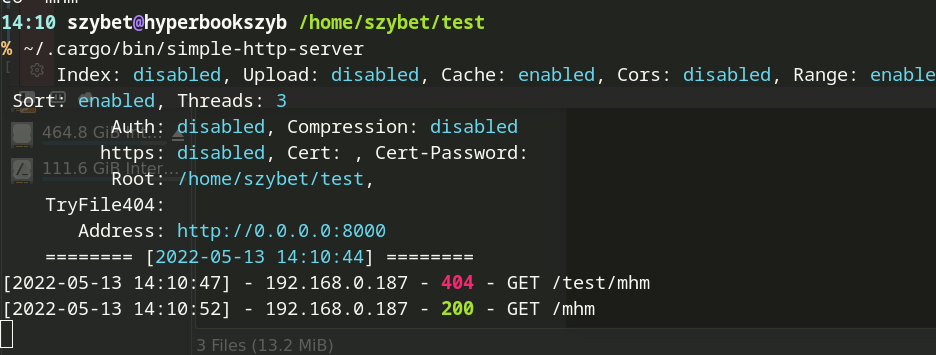 14:10 szybet@hyperbookszyb /home/szybet/test
% ~/.cargo/bin/simple-http-server
Index: disabled, Upload: disabled, Cache: enabled, Cors: disabled, Range: enable
Sort: enabled, Threads: 3
Auth: disabled, Compression: disabled
464.8 GiB Int...
https: disabled, Cert: , Cert-Password:
111.6 GiB Inter...
Root: /home/szybet/test,
TryFile404:
Address: http://0.0.0.0:8000
======== [2022-05-13 14:10:44] ========
[2022-05-13 14:10:47] - 192.168.0.187 - 404 - GET /test/mhm
[2022-05-13 14:10:52] - 192.168.0.187 - 200 - GET /mhm
3 Files (13.2 MiB)